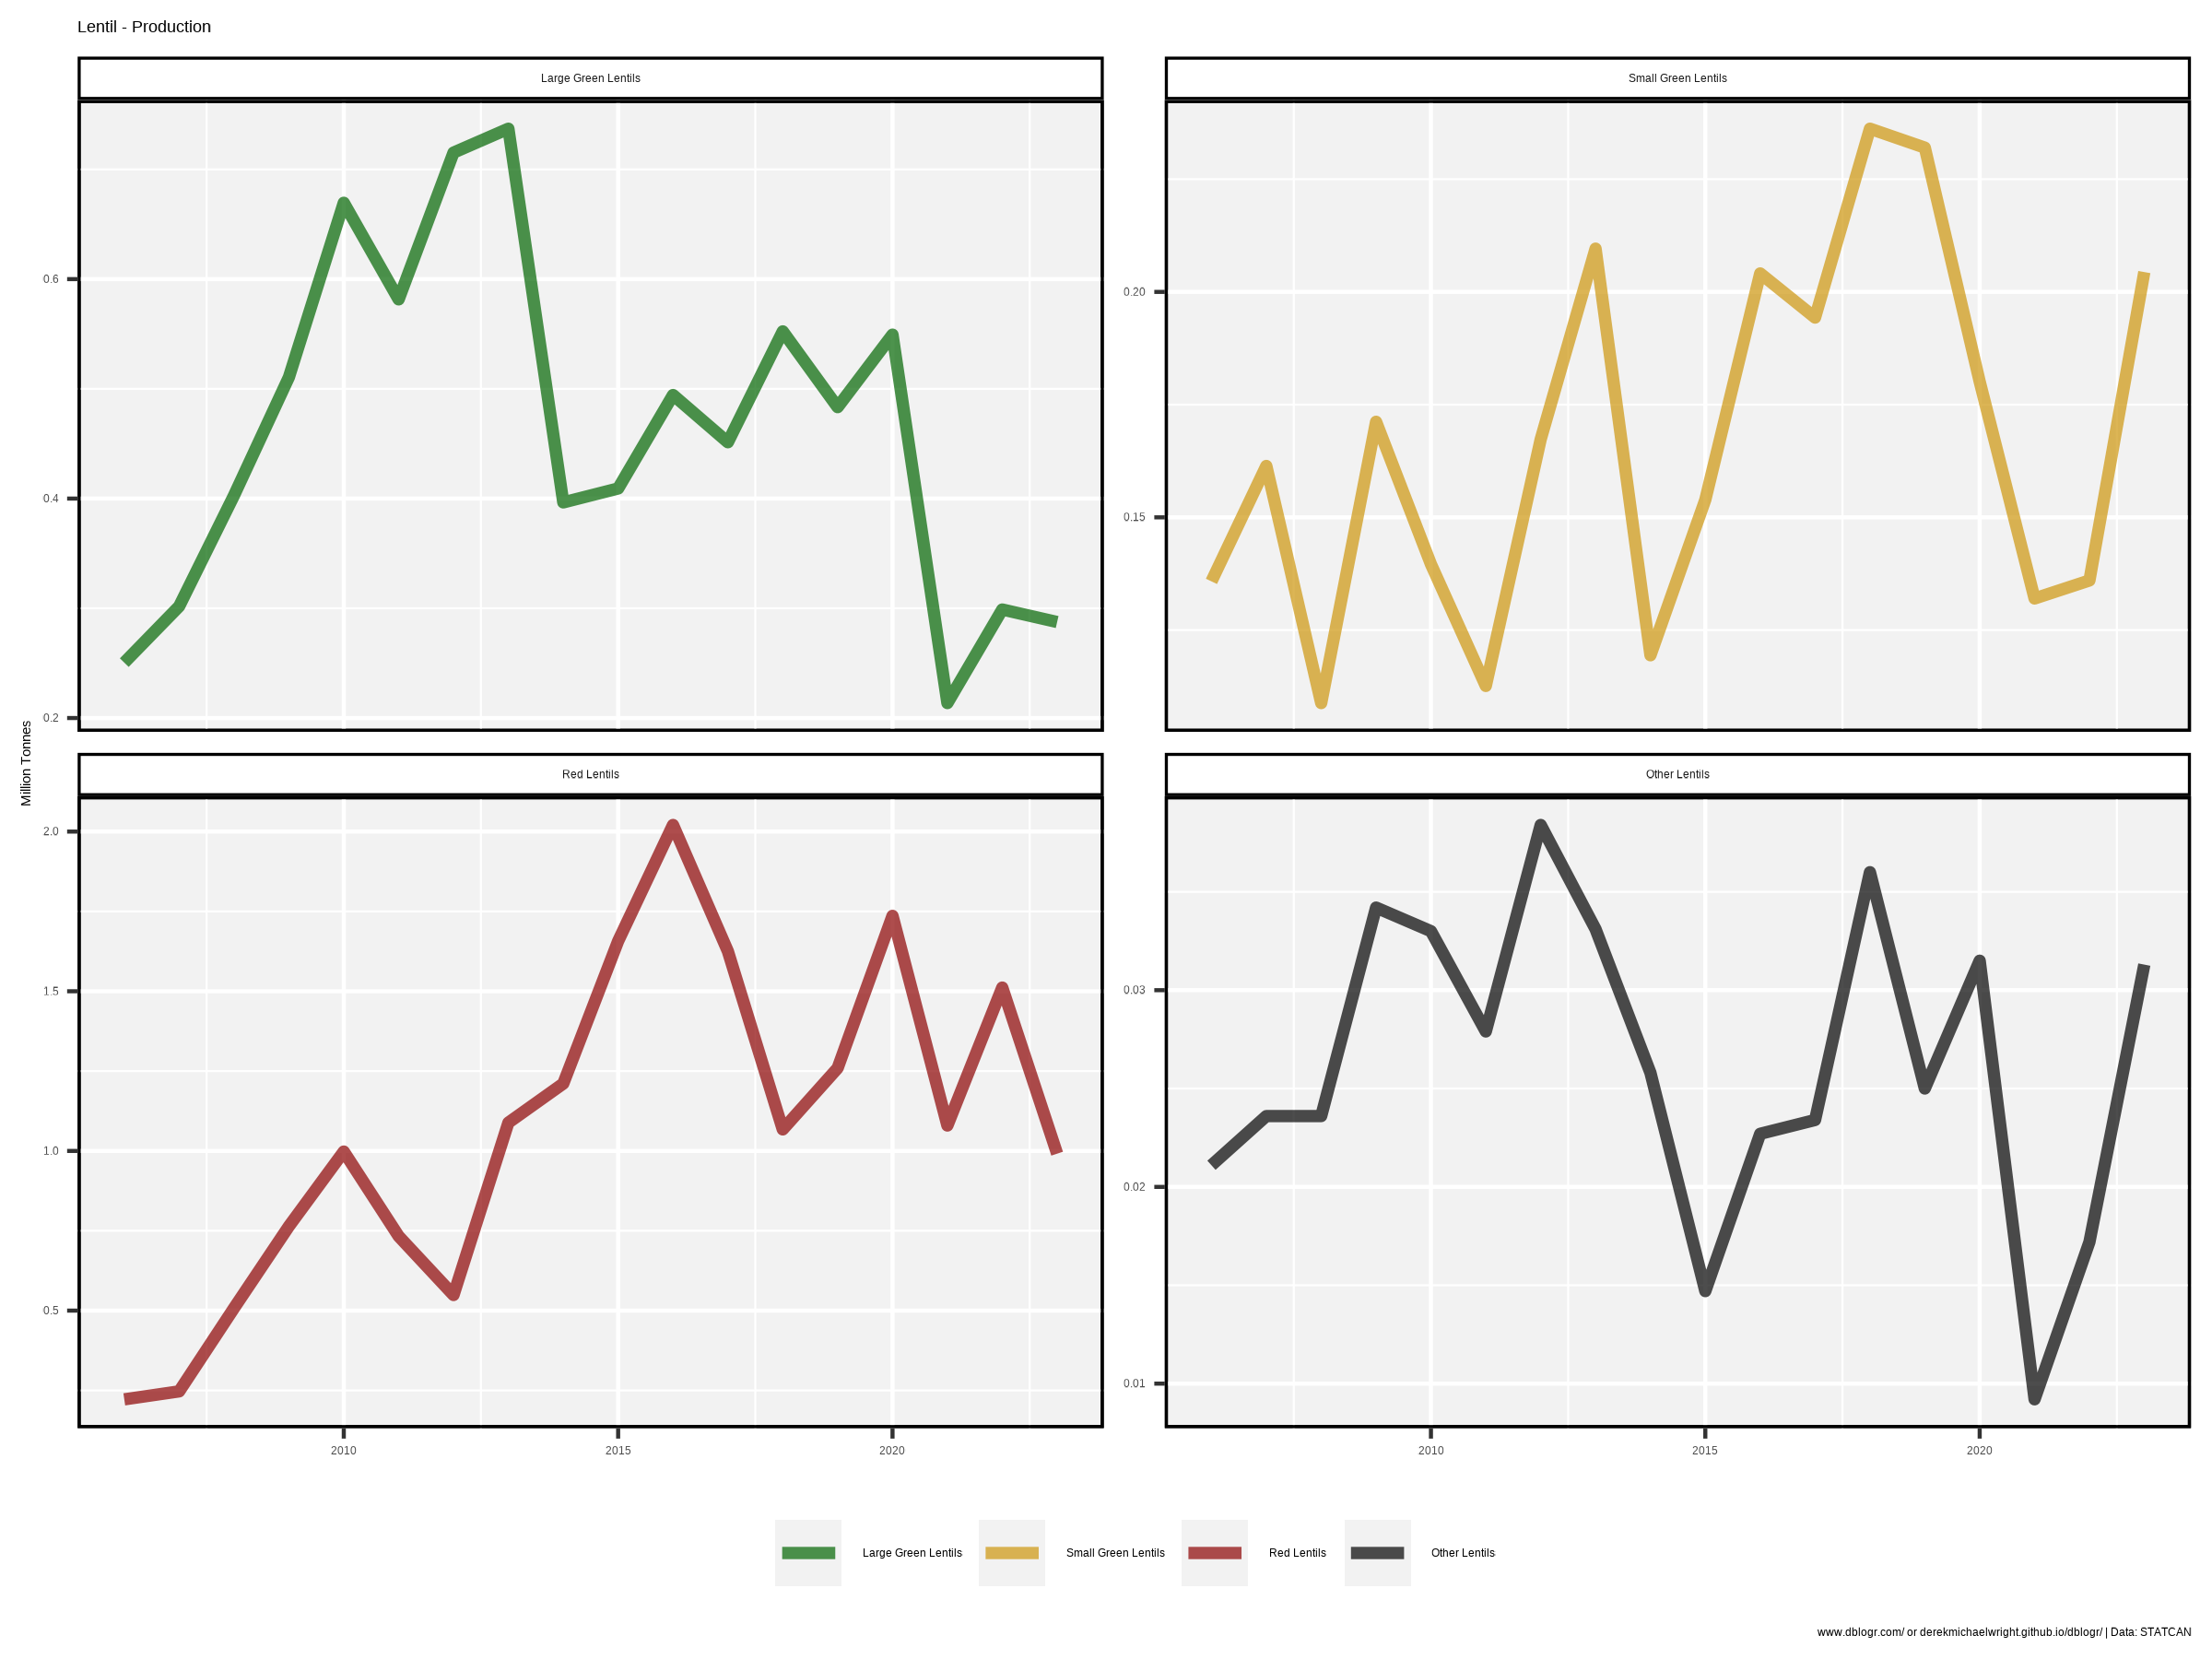 Lentil - Production
Large Green Lentils
Small Green Lentils
0.6
0.4
0.2
0.20
0.15
Million Tonnes
Red Lentils
Other Lentils
2.0
1.5
1.0
0.5
0.03
0.02
0.01
2010
2015
2020
2010
2015
2020
Large Green Lentils
Small Green Lentils
Red Lentils
Other Lentils
www.dblogr.com/ or derekmichaelwright.github.io/dblogr/ | Data: STATCAN